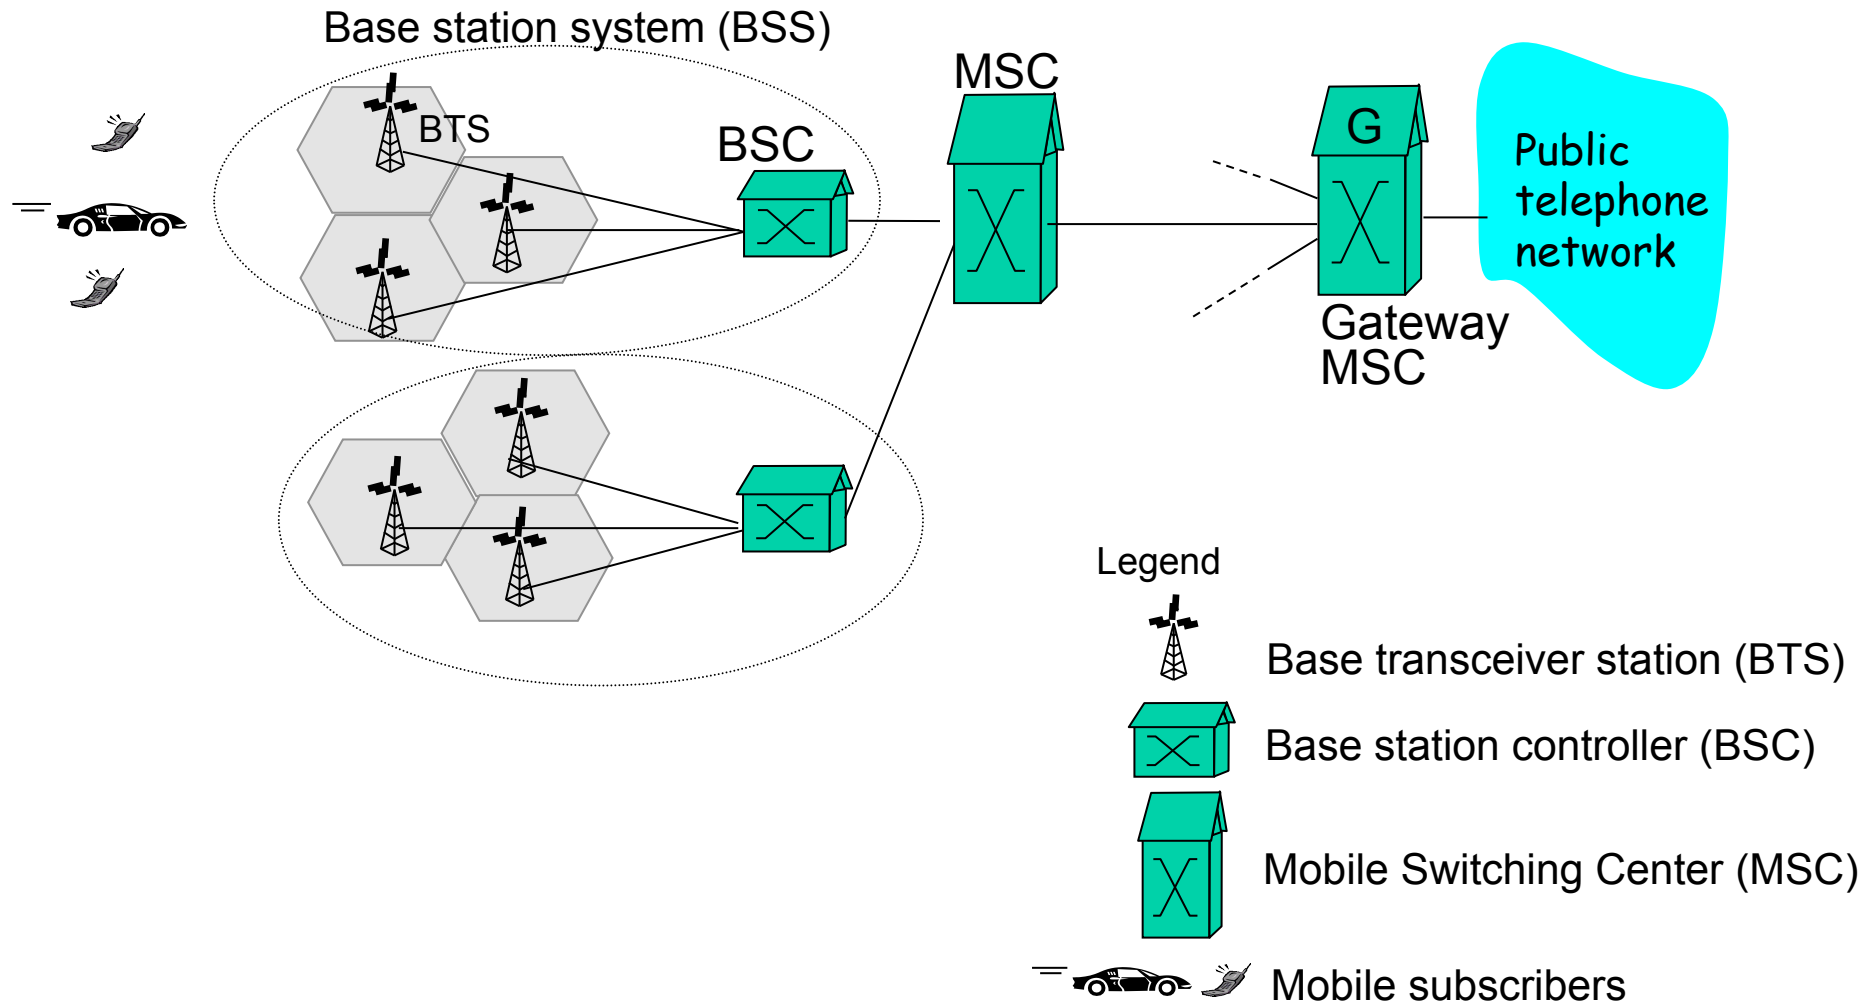 Base station system (BSS)
BTS
BSC
MSC
G
Gateway
MSC
Public
telephone
network
Legend
Base transceiver station (BTS)
Base station controller (BSC)
Mobile Switching Center (MSC)
Mobile subscribers